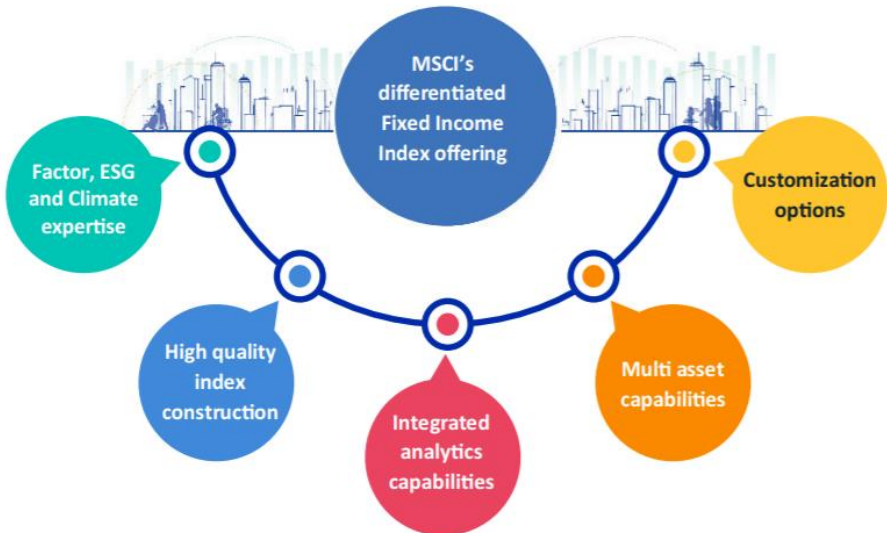 MSCI's
differentiated
Fixed Income
Index offering
Factor, ESG
and Climate
expertise
High quality
index
construction
Integrated
analytics
capabilities
Multi asset
capabilities
Customization
options